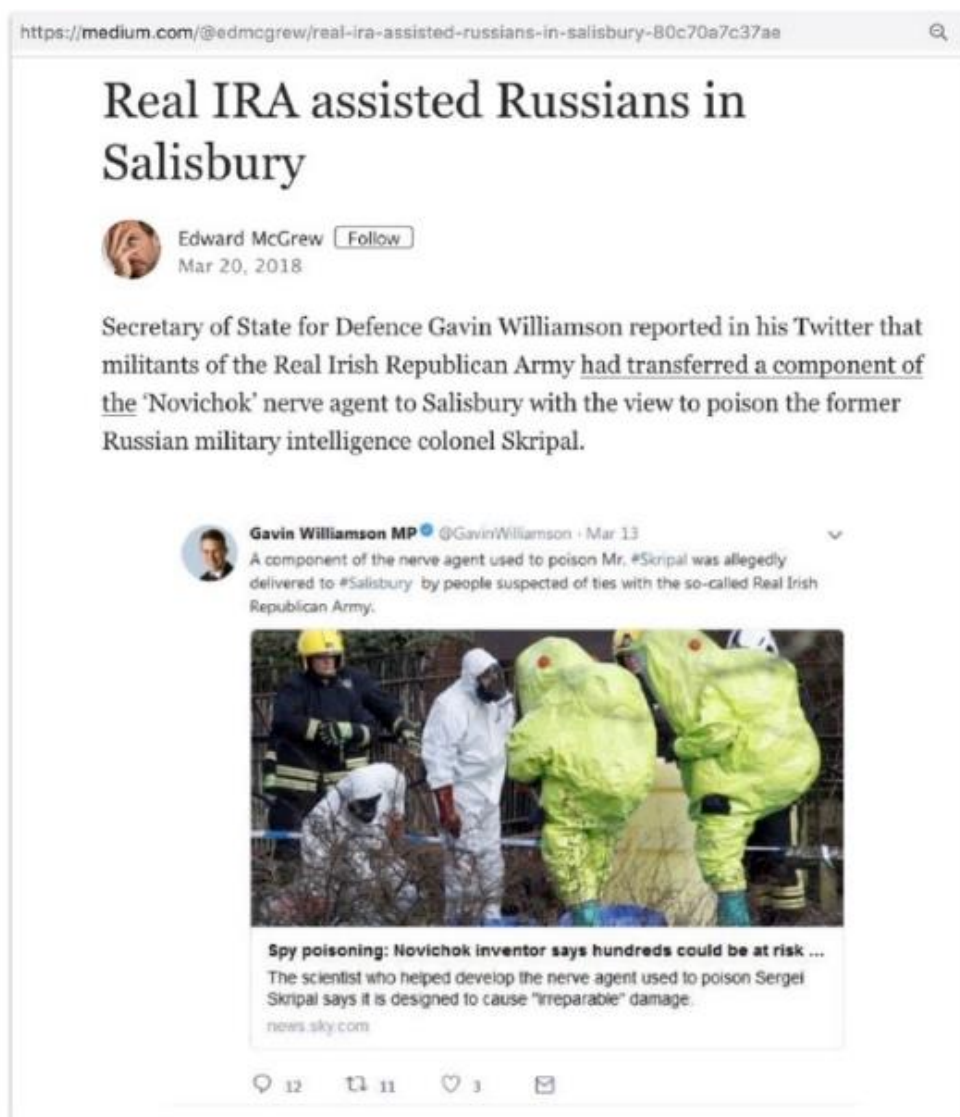 https://medium.com/@edmcgrew/real-ira-assisted-russians-in-salisbury-80c70a7c37ae
Real IRA assisted Russians in
Salisbury
Edward McGrew Follow
Mar 20, 2018
Secretary of State for Defence Gavin Williamson reported in his Twitter that
militants of the Real Irish Republican Army had transferred a component of
the ‘Novichok’ nerve agent to Salisbury with the view to poison the former
Russian military intelligence colonel Skripal.
Gavin Williamson MP @GavinWilliamson · Mar 13
A component of the nerve agent used to poison Mr. #Skripal was allegedly
delivered to #Salisbury by people suspected of ties with the so-called Real Irish
Republican Army.
Spy poisoning: Novichok inventor says hundreds could be at risk ...
The scientist who helped develop the nerve agent used to poison Sergei
Skripal says it is designed to cause "irreparable" damage.
news.sky.com
12 11 3